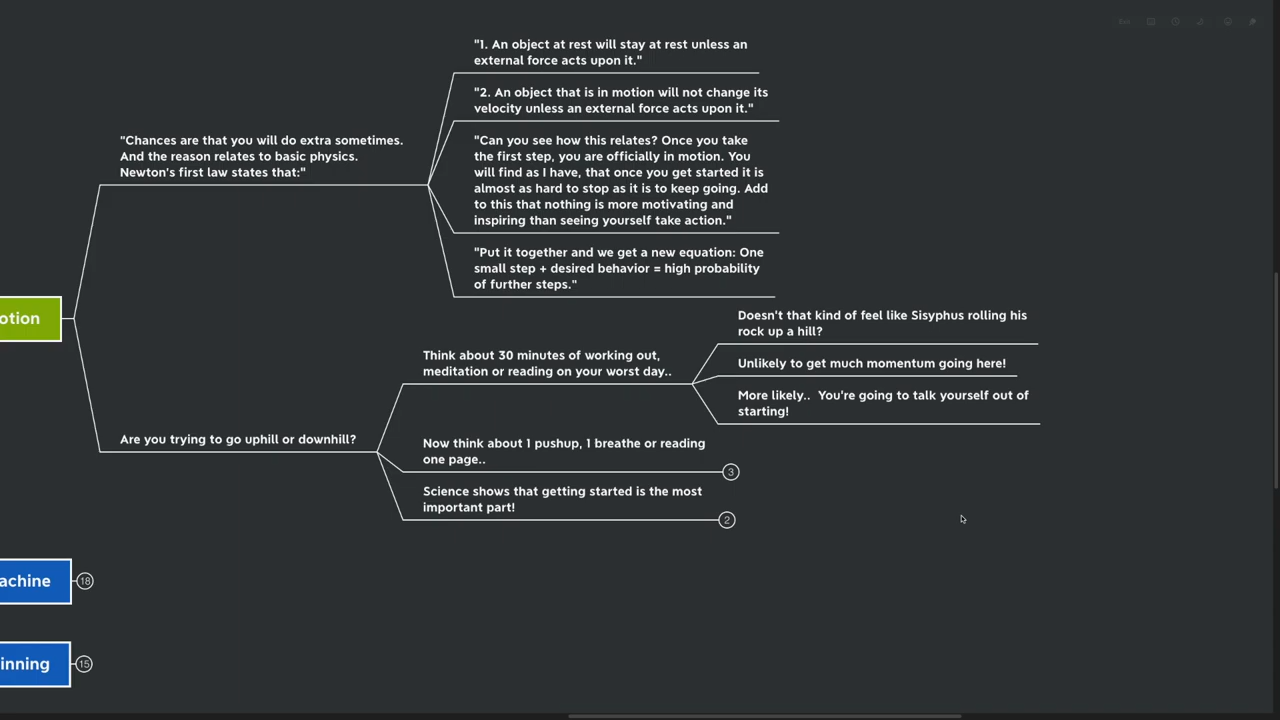 "1. An object at rest will stay at rest unless an
external force acts upon it."
"2. An object that is in motion will not change its
velocity unless an external force acts upon it."
"Chances are that you will do extra sometimes.
And the reason relates to basic physics.
Newton's first law states that:"
"Can you see how this relates? Once you take
the first step, you are officially in motion. You
will find as I have, that once you get started it is
almost as hard to stop as it is to keep going. Add
to this that nothing is more motivating and
inspiring than seeing yourself take action."
"Put it together and we get a new equation: One
small step + desired behavior = high probability
of further steps."
otion
Doesn't that kind of feel like Sisyphus rolling his
rock up a hill?
Think about 30 minutes of working out,
meditation or reading on your worst day..
Unlikely to get much momentum going here!
More likely..  You're going to talk yourself out of
starting!
Are you trying to go uphill or downhill?
Now think about 1 pushup, 1 breathe or reading
one page..
3
Science shows that getting started is the most
important part!
2
achine
18
inning
15